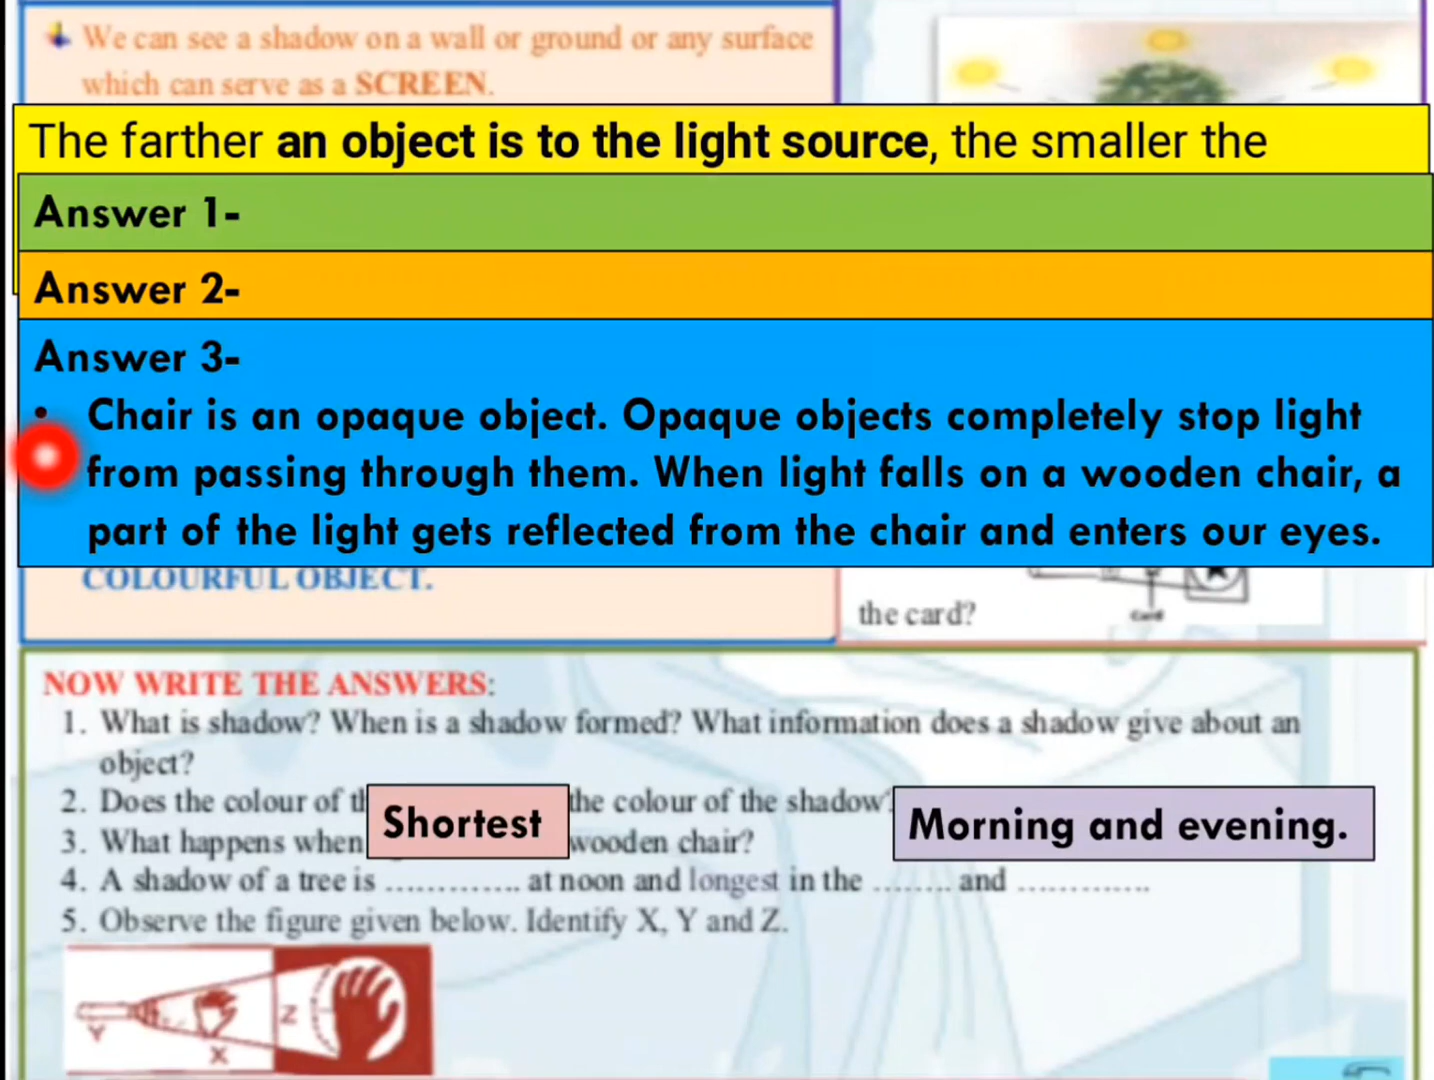 We can see a shadow on a wall or ground or any surface
which can serve as a SCREEN.
The farther an object is to the light source, the smaller the
Answer 1-
Answer 2-
Answer 3-
• Chair is an opaque object. Opaque objects completely stop light
from passing through them. When light falls on a wooden chair, a
part of the light gets reflected from the chair and enters our eyes.
COLOURFUL OBJECT.
the card?
Card
NOW WRITE THE ANSWERS:
1. What is shadow? When is a shadow formed? What information does a shadow give about an
object?
2. Does the colour of the colour of the shadow
Shortest
Morning and evening.
3. What happens when wooden chair?
4. A shadow of a tree is ............. at noon and longest in the ........ and .............
5. Observe the figure given below. Identify X, Y and Z.
Y
X
Z